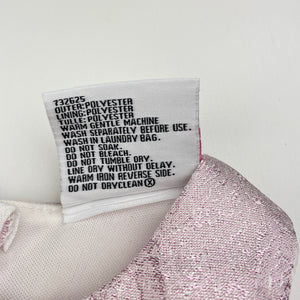 732625
OUTER:POLYESTER
LINING:POLYESTER
TULLE:POLYESTER
WARM GENTLE MACHINE
WASH SEPARATELY BEFORE USE.
WASH IN LAUNDRY BAG.
DO NOT SOAK.
DO NOT BLEACH.
DO NOT TUMBLE DRY.
LINE DRY WITHOUT DELAY.
WARM IRON REVERSE SIDE.
DO NOT DRYCLEAN Ⓧ